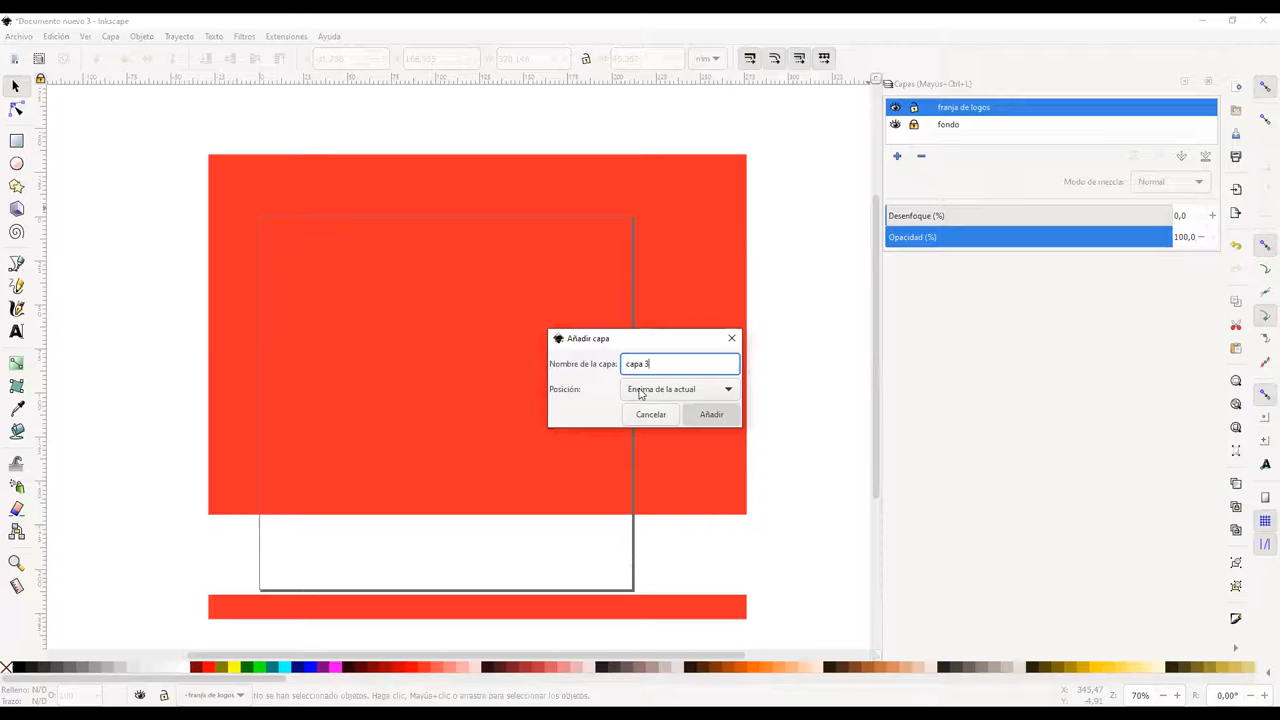 *Documento nuevo 3 - Inkscape
Archivo Edición Ver Capa Objeto Trayecto Texto Filtros Extensiones Ayuda
mm
Capas (Mayús+Ctrl+L)
franja de logos
fondo
Modo de mezcla: Normal
Desenfoque (%) 0,0
Opacidad (%) 100,0
Añadir capa
Nombre de la capa: capa 3
Posición: Encima de la actual
Cancelar Añadir
Relleno: N/D
Trazo: N/D
O: 100
franja de logos
No se han seleccionado objetos. Haga clic, Mayús+clic o arrastre para seleccionar los objetos.
X: 345,47
Y: -4,91
Z: 70%
R: 0,00°